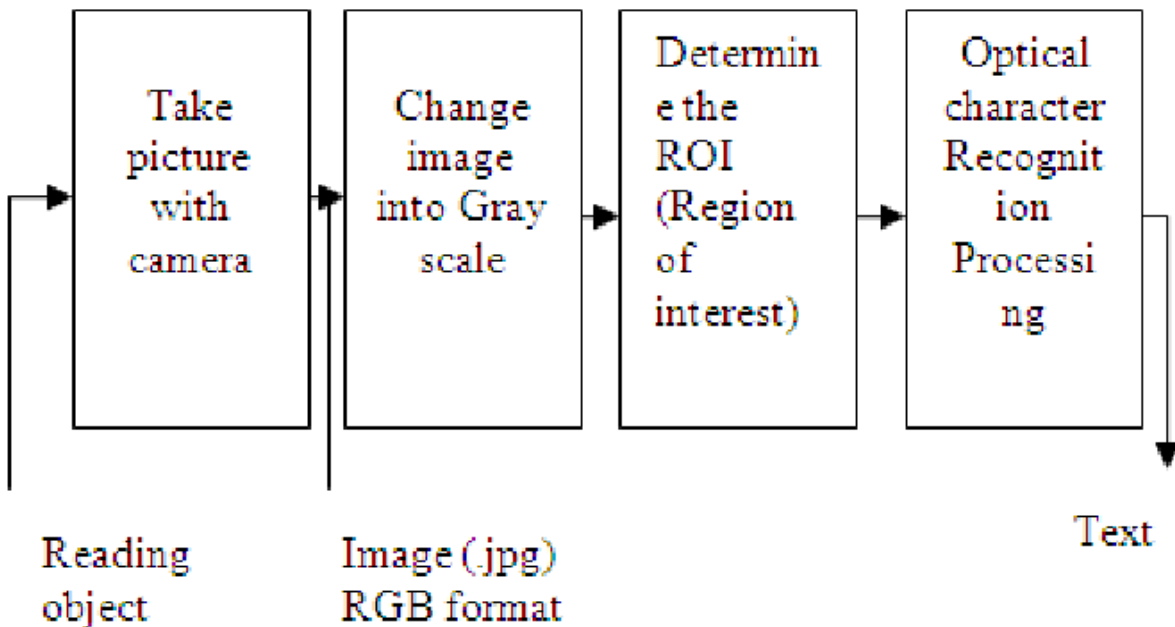 Take
picture
with
camera
Change
image
into Gray
scale
Determin
e the
ROI
(Region
of
interest)
Optical
character
Recognit
ion
Processi
ng
Reading
object
Image (.jpg)
RGB format
Text